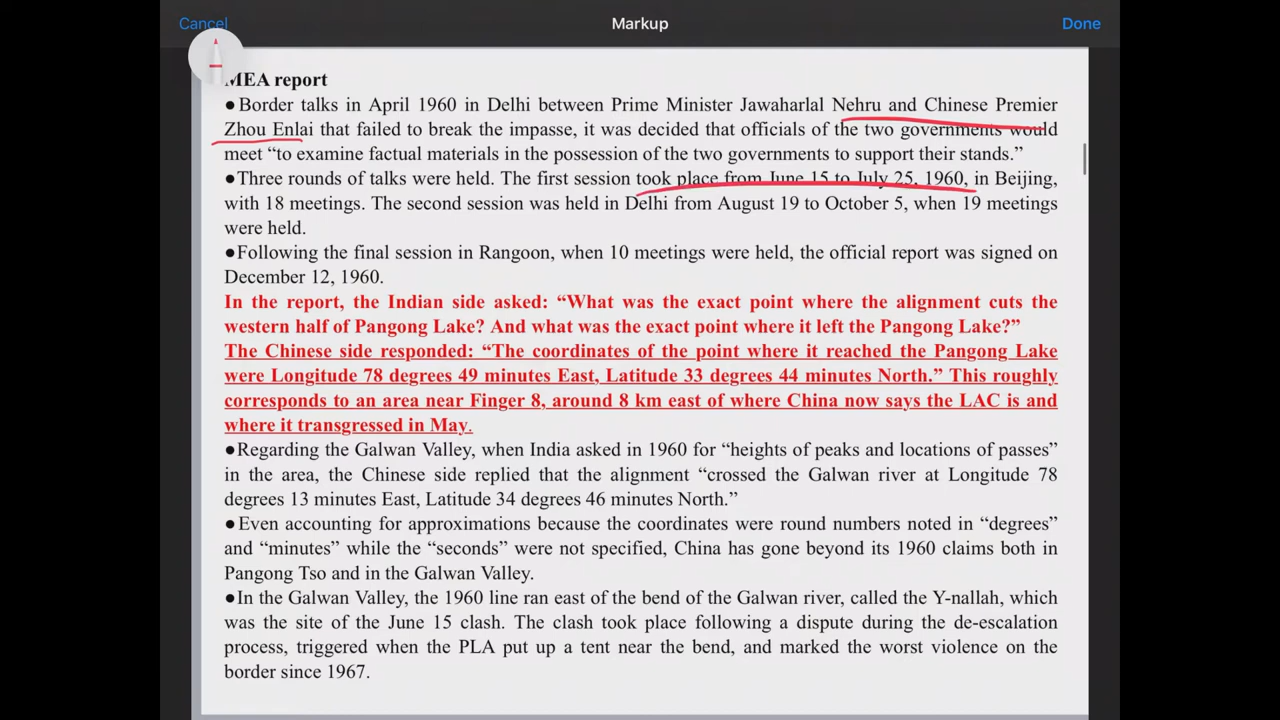 Cancel
Markup
Done
MEA report
●Border talks in April 1960 in Delhi between Prime Minister Jawaharlal Nehru and Chinese Premier
Zhou Enlai that failed to break the impasse, it was decided that officials of the two governments would
meet “to examine factual materials in the possession of the two governments to support their stands.”
●Three rounds of talks were held. The first session took place from June 15 to July 25, 1960, in Beijing,
with 18 meetings. The second session was held in Delhi from August 19 to October 5, when 19 meetings
were held.
●Following the final session in Rangoon, when 10 meetings were held, the official report was signed on
December 12, 1960.
In the report, the Indian side asked: “What was the exact point where the alignment cuts the
western half of Pangong Lake? And what was the exact point where it left the Pangong Lake?”
The Chinese side responded: “The coordinates of the point where it reached the Pangong Lake
were Longitude 78 degrees 49 minutes East, Latitude 33 degrees 44 minutes North.” This roughly
corresponds to an area near Finger 8, around 8 km east of where China now says the LAC is and
where it transgressed in May.
●Regarding the Galwan Valley, when India asked in 1960 for “heights of peaks and locations of passes”
in the area, the Chinese side replied that the alignment “crossed the Galwan river at Longitude 78
degrees 13 minutes East, Latitude 34 degrees 46 minutes North.”
●Even accounting for approximations because the coordinates were round numbers noted in “degrees”
and “minutes” while the “seconds” were not specified, China has gone beyond its 1960 claims both in
Pangong Tso and in the Galwan Valley.
●In the Galwan Valley, the 1960 line ran east of the bend of the Galwan river, called the Y-nallah, which
was the site of the June 15 clash. The clash took place following a dispute during the de-escalation
process, triggered when the PLA put up a tent near the bend, and marked the worst violence on the
border since 1967.